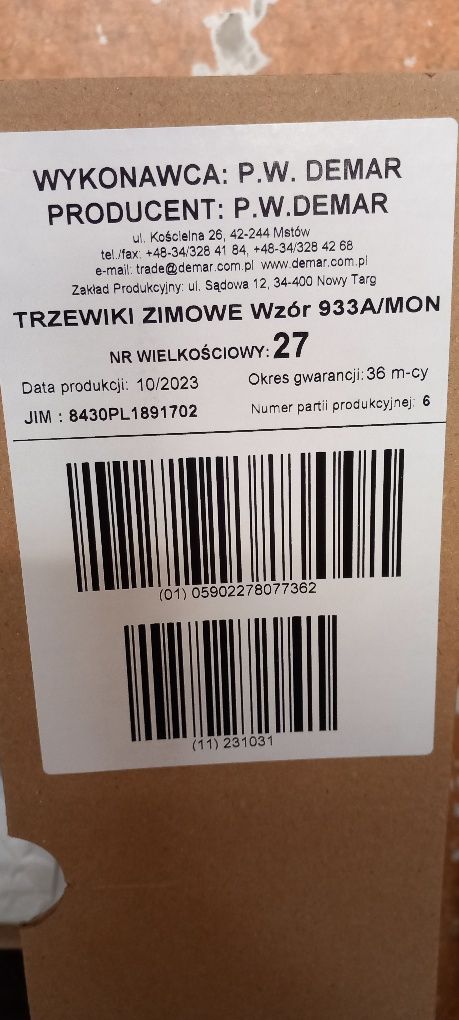 WYKONAWCA: P.W. DEMAR
PRODUCENT: P.W.DEMAR
ul. Kościelna 26, 42-244 Mstów
tel./fax: +48-34/328 41 84, +48-34/328 42 68
e-mail: trade@demar.com.pl www.demar.com.pl
Zakład Produkcyjny: ul. Sądowa 12, 34-400 Nowy Targ
TRZEWIKI ZIMOWE Wzór 933A/MON
NR WIELKOŚCIOWY: 27
Data produkcji: 10/2023 Okres gwarancji: 36 m-cy
JIM : 8430PL1891702 Numer partii produkcyjnej: 6
(01) 05902278077362
(11) 231031